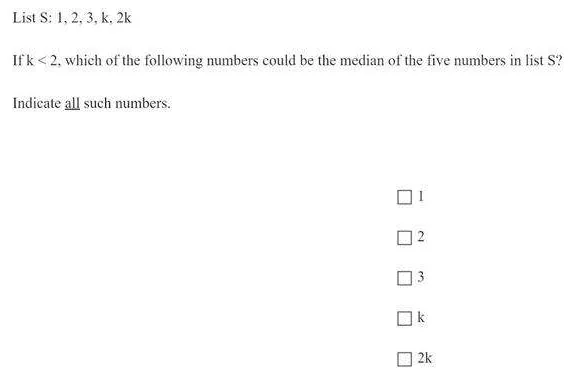 List S: 1, 2, 3, k, 2k
If k < 2, which of the following numbers could be the median of the five numbers in list S?
Indicate all such numbers.
1
2
3
k
2k